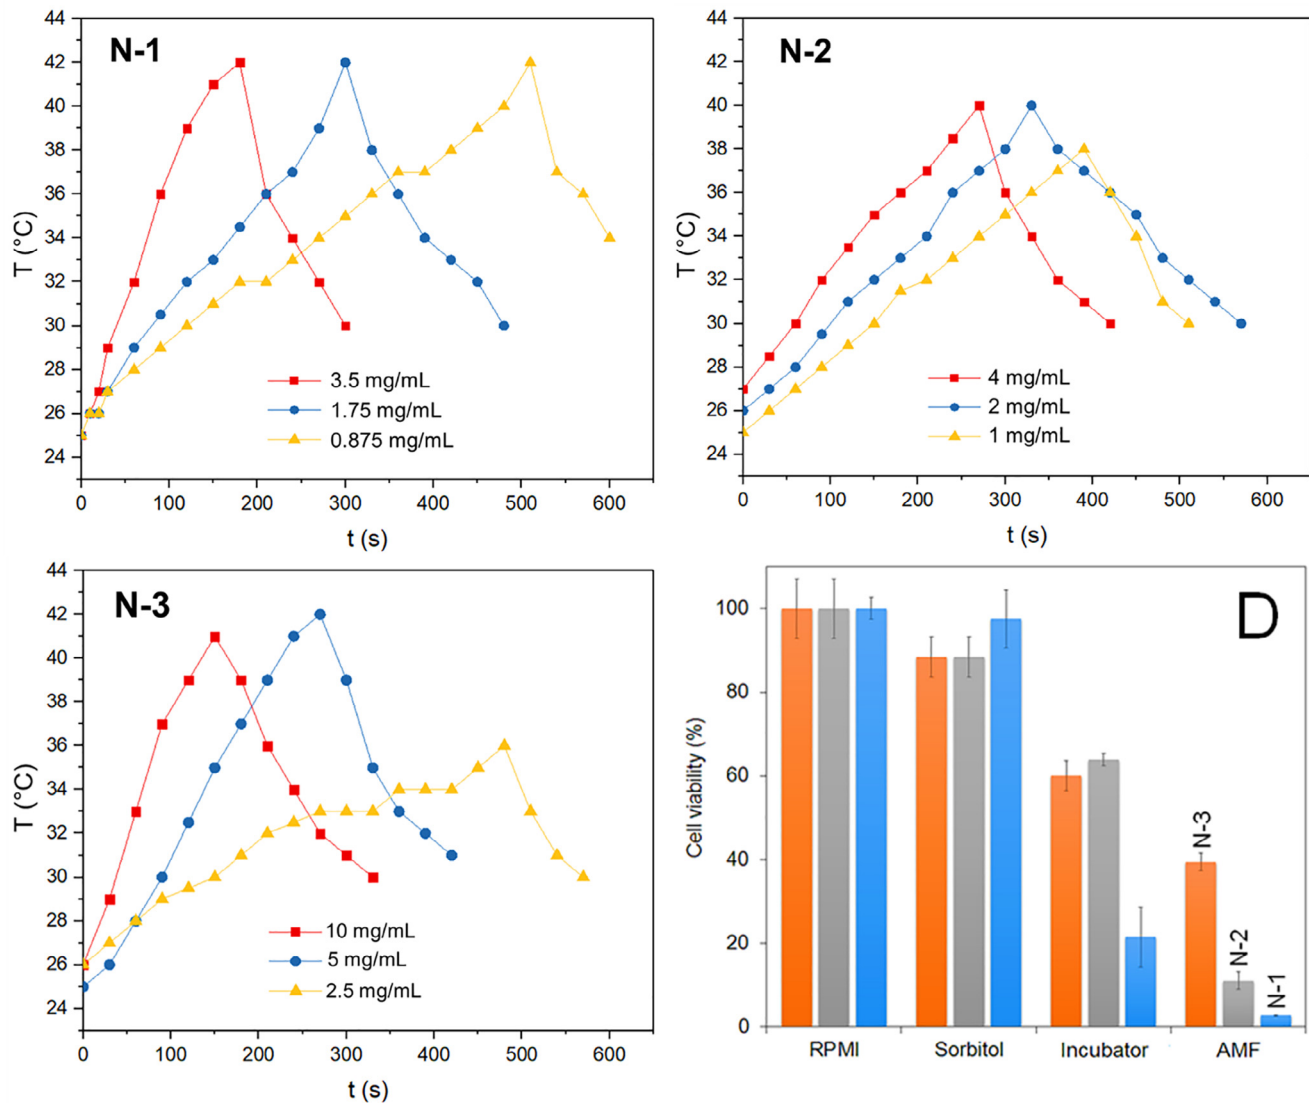 N-1
T (°C)
44
42
40
38
36
34
32
30
28
26
24
3.5 mg/mL
1.75 mg/mL
0.875 mg/mL
0 100 200 300 400 500 600
t (s)
N-2
T (°C)
44
42
40
38
36
34
32
30
28
26
24
4 mg/mL
2 mg/mL
1 mg/mL
0 100 200 300 400 500 600
t (s)
N-3
T (°C)
44
42
40
38
36
34
32
30
28
26
24
10 mg/mL
5 mg/mL
2.5 mg/mL
0 100 200 300 400 500 600
t (s)
D
Cell viability (%)
100
80
60
40
20
0
N-3
N-2
N-1
RPMI Sorbitol Incubator AMF